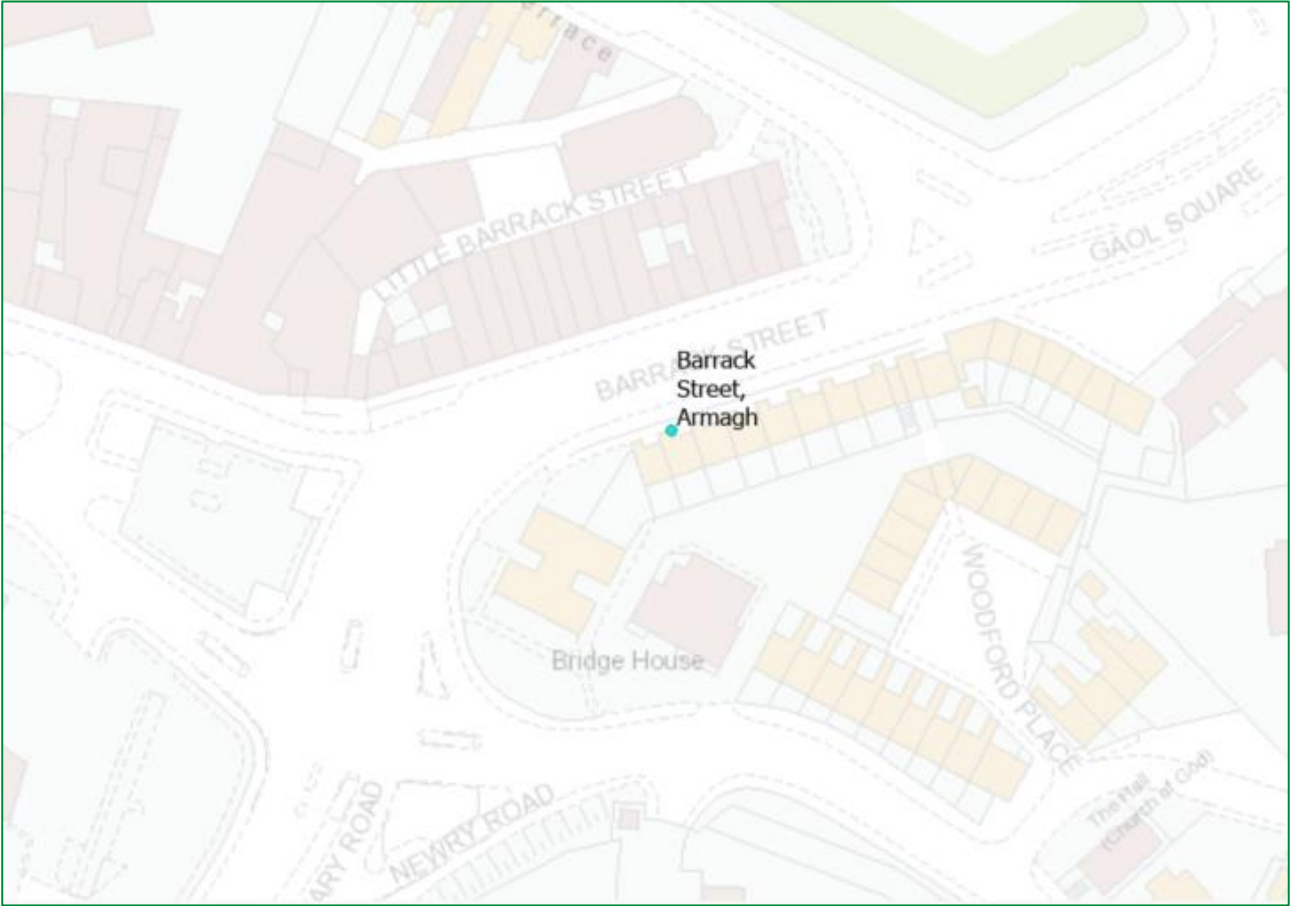 LITTLE BARRACK STREET
GAOL SQUARE
BARRACK STREET
Barrack
Street,
Armagh
WOODFORD PLACE
Bridge House
The Hall
(Church of God)
NEWRY ROAD
ARY ROAD